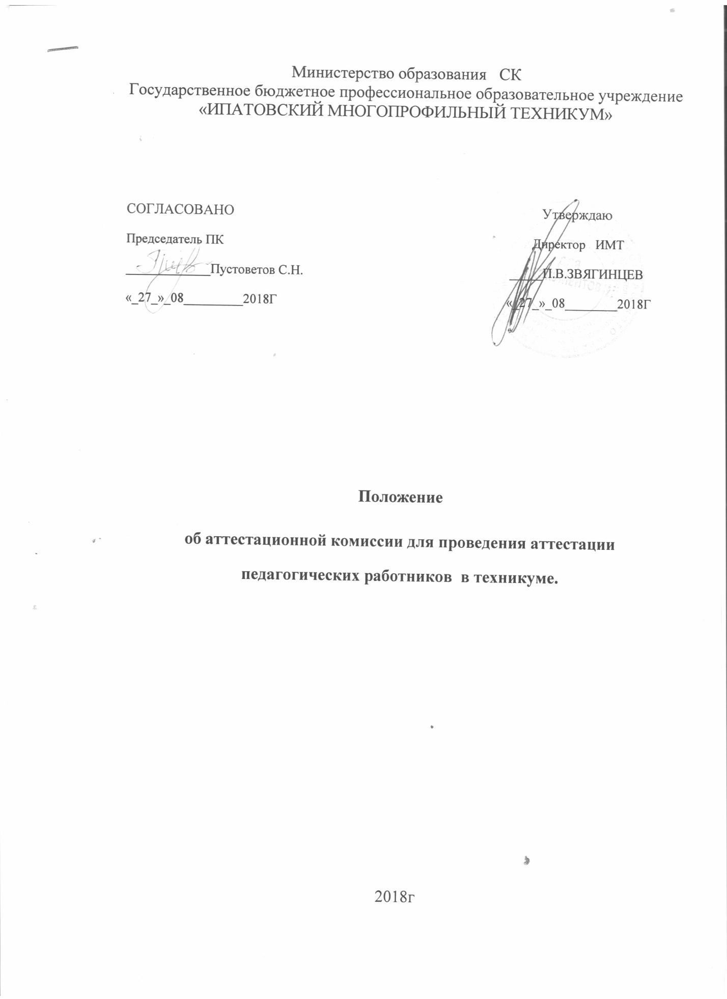 Министерство образования СК
Государственное бюджетное профессиональное образовательное учреждение
«ИПАТОВСКИЙ МНОГОПРОФИЛЬНЫЙ ТЕХНИКУМ»
СОГЛАСОВАНО
Председатель ПК
_____________Пустоветов С.Н.
«_27_»_08_________2018Г
Утверждаю
Директор ИМТ
_____П.В.ЗВЯГИНЦЕВ
«_27_»_08________2018Г
Положение
об аттестационной комиссии для проведения аттестации
педагогических работников в техникуме.
2018г